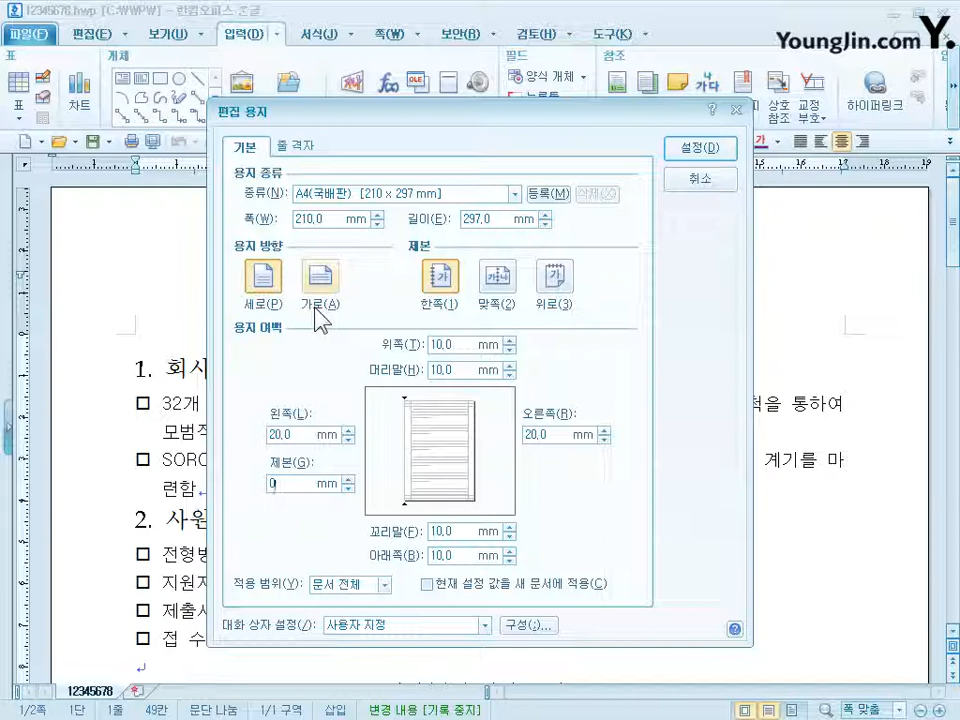 12345678.hwp [C:\WWPW] - 한컴오피스 한글
YoungJin.com Y.
파일(F) 편집(E) 보기(U) 입력(D) 서식(J) 쪽(W) 보안(R) 검토(H) 도구(K)
표 개체 필드 참조
표 차트 양식 개체 상호 참조 교정 부호 하이퍼링크
편집 용지
기본 줄 격자
설정(D)
취소
용지 종류
종류(N): A4(국배판) [210 x 297 mm] 등록(M) 삭제(X)
폭(W): 210.0 mm 길이(E): 297.0 mm
용지 방향 제본
세로(P) 가로(A) 한쪽(1) 맞쪽(2) 위로(3)
용지 여백
위쪽(T): 10.0 mm
머리말(H): 10.0 mm
왼쪽(L): 오른쪽(R):
20.0 mm 20.0 mm
제본(G):
0 mm
꼬리말(F): 10.0 mm
아래쪽(B): 10.0 mm
적용 범위(Y): 문서 전체 현재 설정 값을 새 문서에 적용(C)
대화 상자 설정(/): 사용자 지정 구성(;)...
1. 회사
□ 32개 을 통하여
모범적
□ SORO 계기를 마
련함
2. 사원
□ 전형방
□ 지원자
□ 제출서
□ 접 수
12345678
1/2쪽 1단 1줄 49칸 문단 나눔 1/1 구역 삽입 변경 내용 [기록 중지] 폭 맞춤